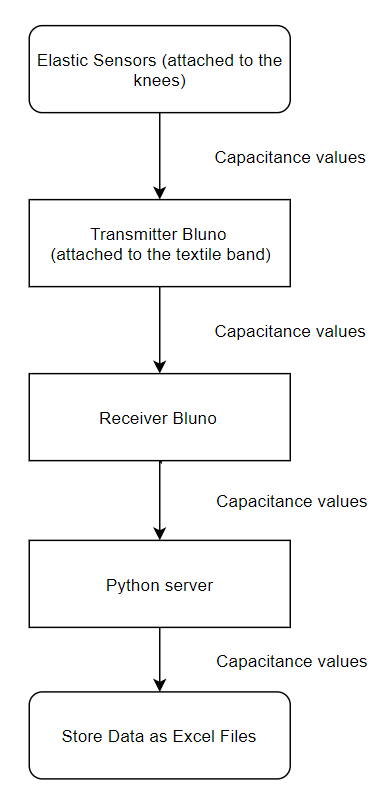 Elastic Sensors (attached to the
knees)
Capacitance values
Transmitter Bluno
(attached to the textile band)
Capacitance values
Receiver Bluno
Capacitance values
Python server
Capacitance values
Store Data as Excel Files